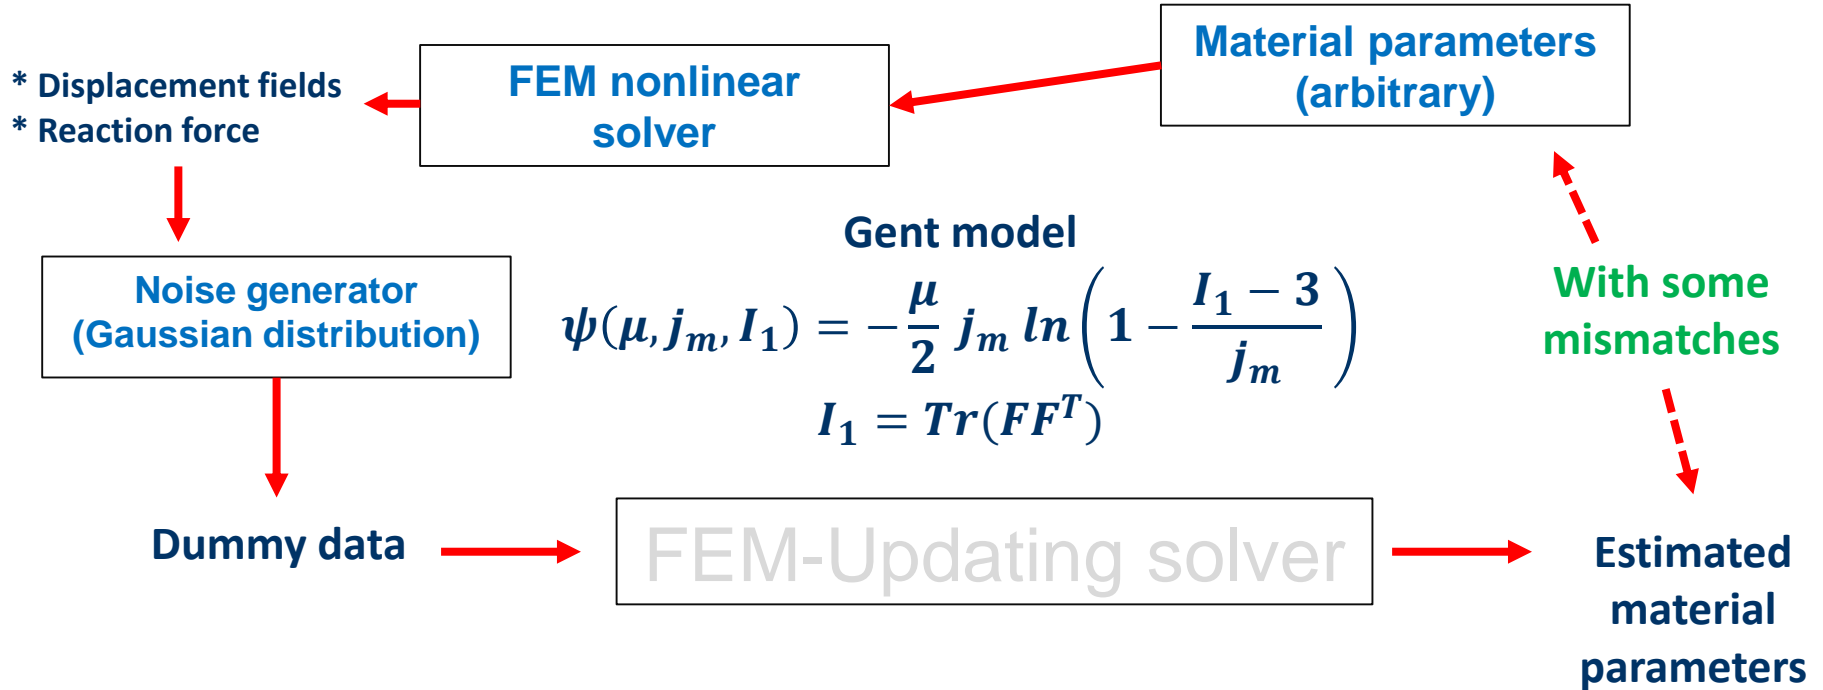 Material parameters
(arbitrary)
FEM nonlinear
solver
* Displacement fields
* Reaction force
Noise generator
(Gaussian distribution)
Gent model
ψ(μ, j_m, I_1) = −μ/2 j_m ln(1 − (I_1 − 3)/j_m)
I_1 = Tr(FF^T)
With some
mismatches
Dummy data
FEM-Updating solver
Estimated
material
parameters